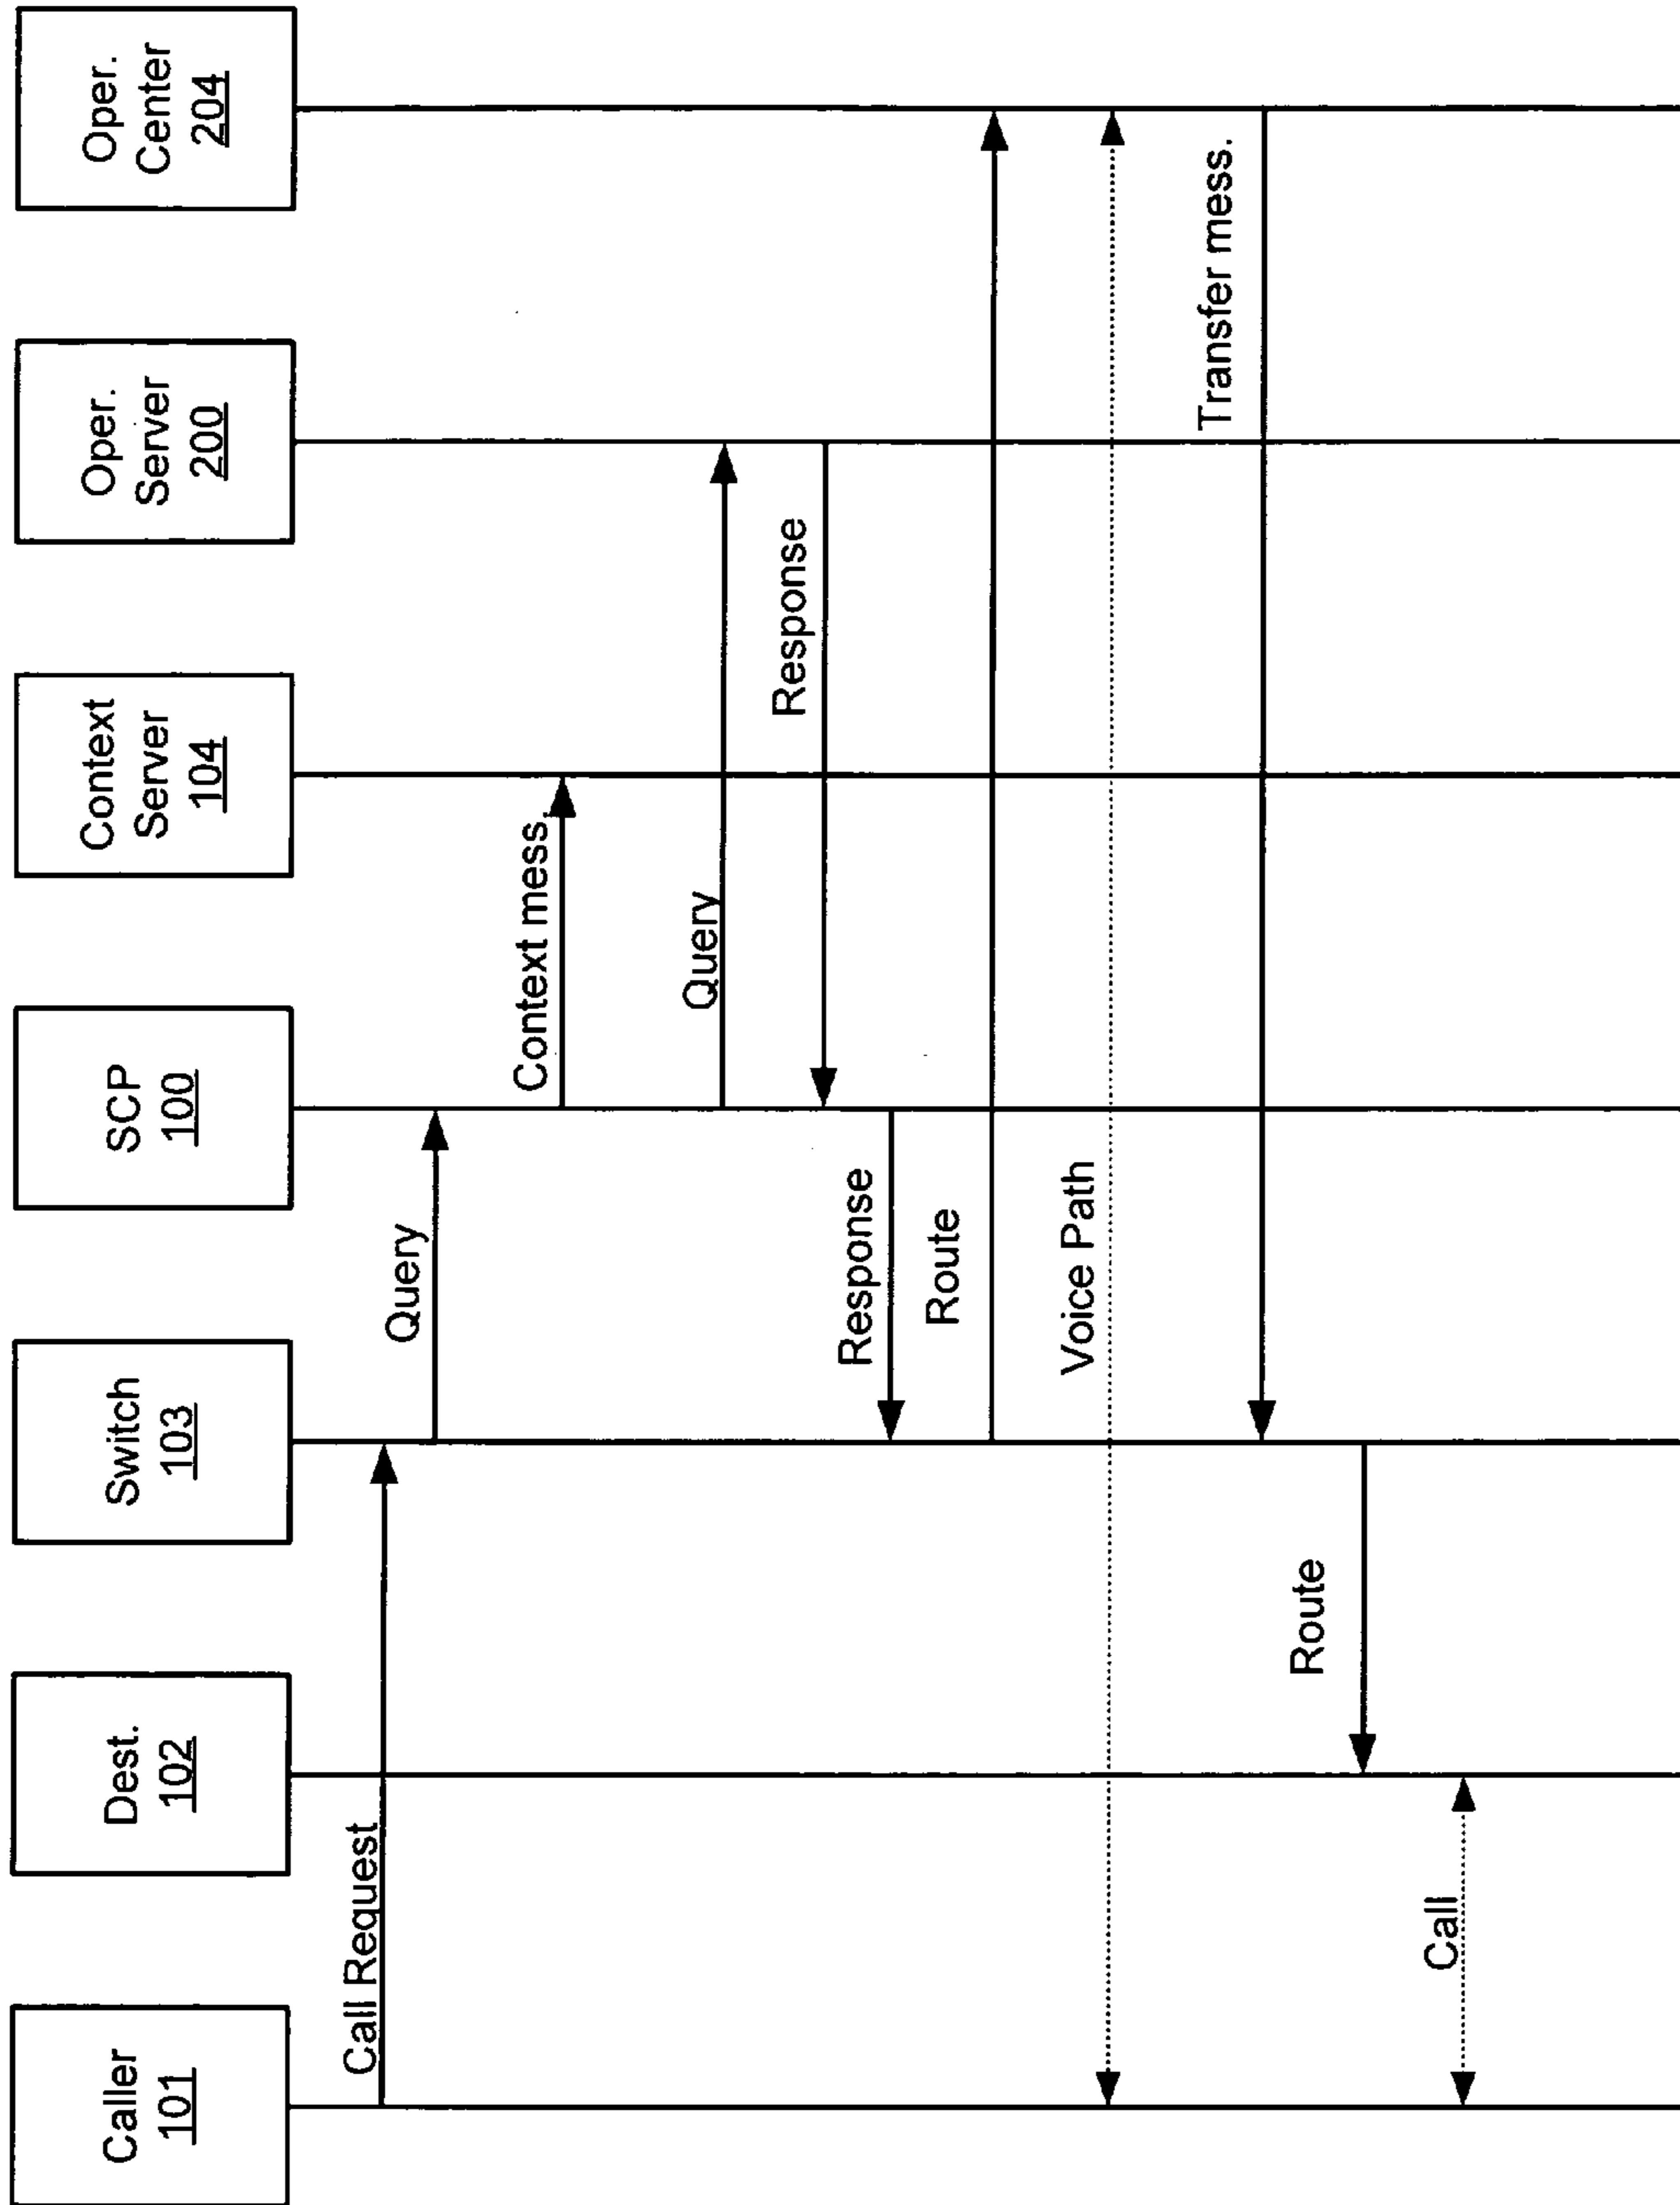 Caller
101
Dest.
102
Switch
103
SCP
100
Context
Server
104
Oper.
Server
200
Oper.
Center
204
Call Request
Query
Context mess.
Query
Response
Response
Route
Voice Path
Transfer mess.
Route
Call